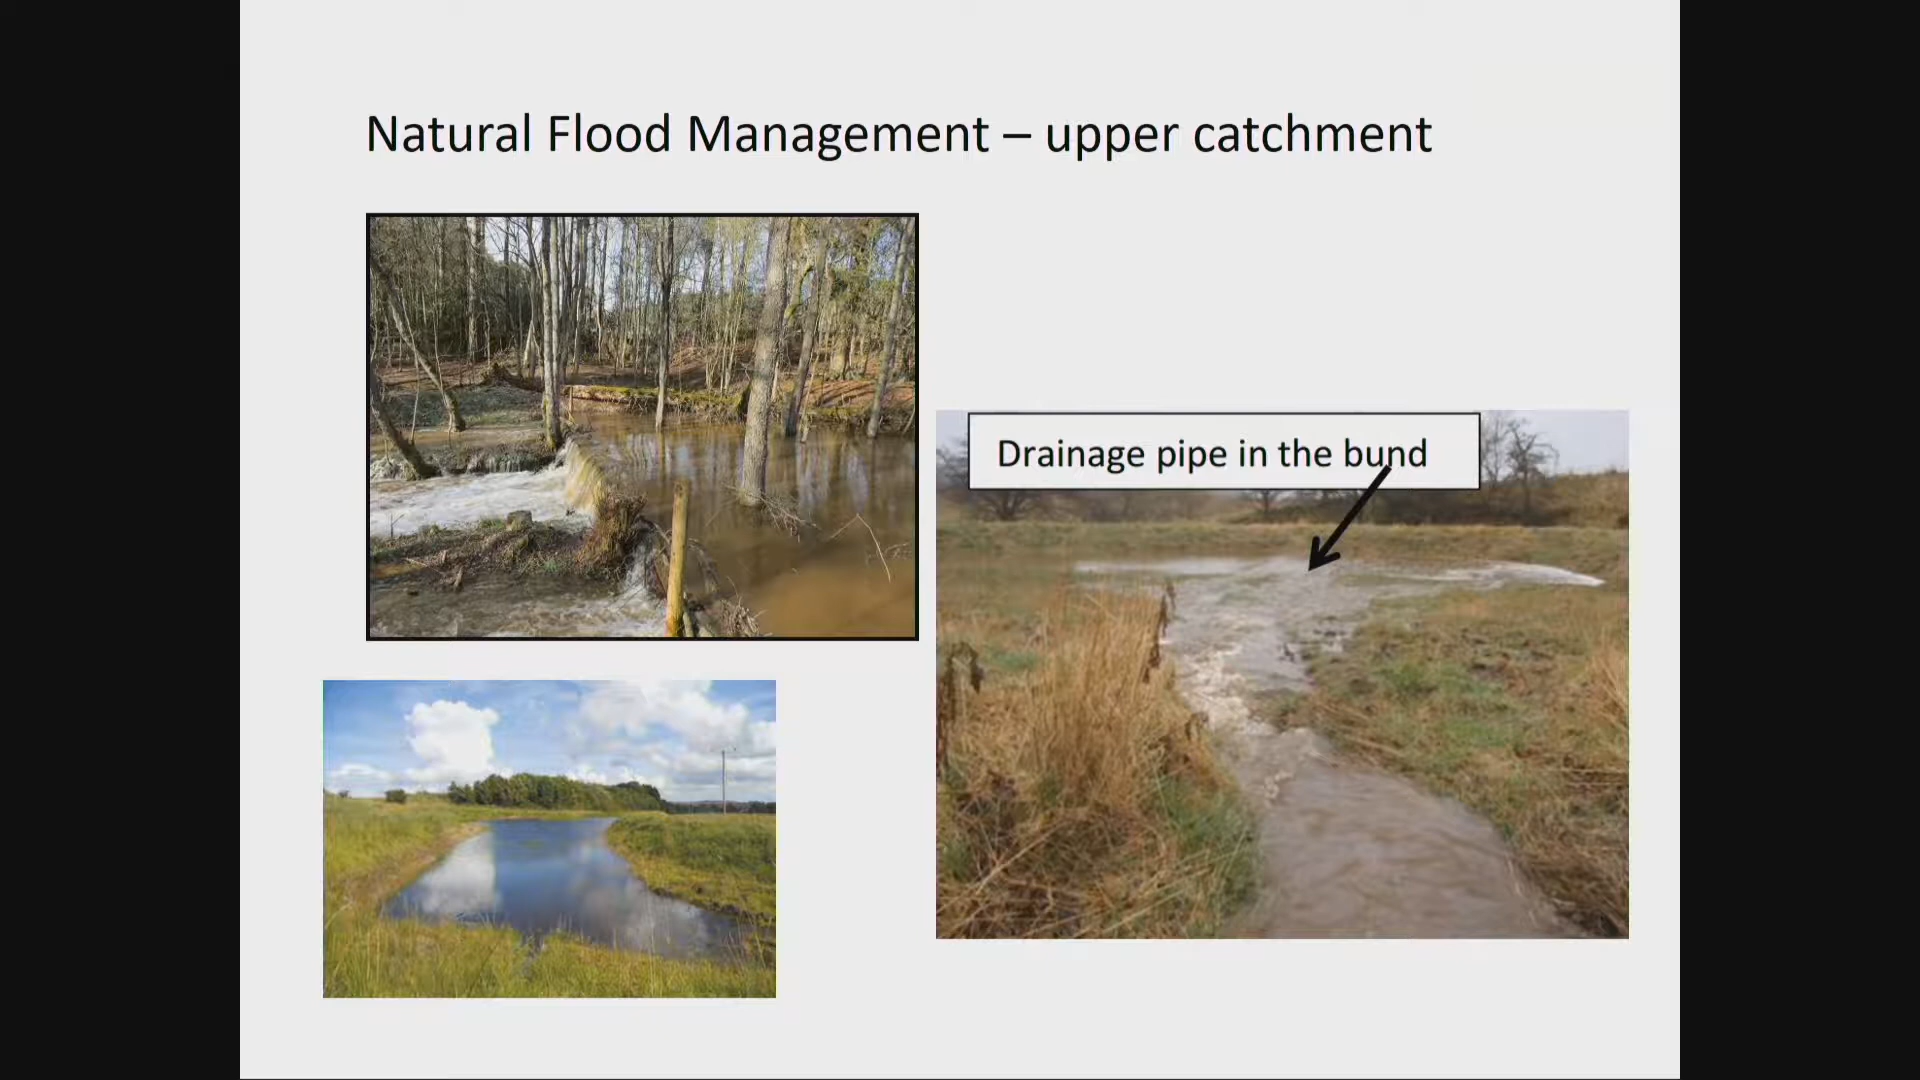 Natural Flood Management – upper catchment
Drainage pipe in the bund